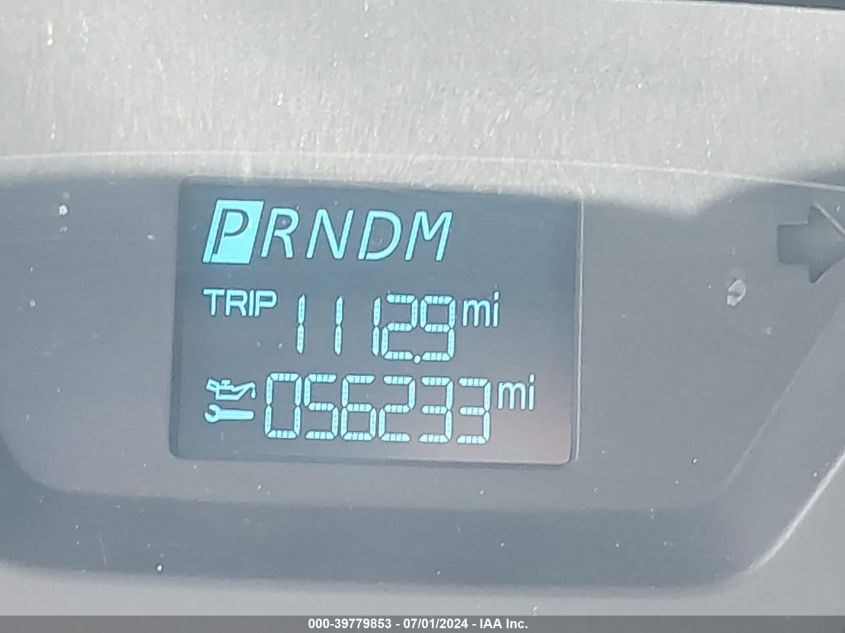 PRNDM
TRIP 1112.9 mi
056233 mi
000-39779853 - 07/01/2024 - IAA Inc.